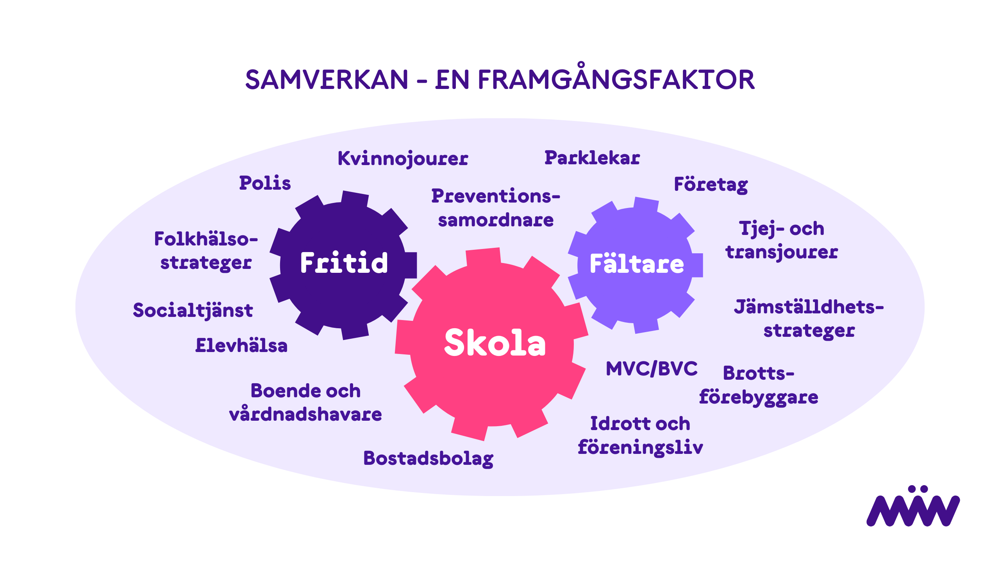 SAMVERKAN - EN FRAMGÅNGSFAKTOR
Kvinnojourer
Parklekar
Polis
Företag
Preventions-
samordnare
Folkhälso-
strateger
Tjej- och
transjourer
Fritid
Fältare
Socialtjänst
Jämställdhets-
strateger
Elevhälsa
Skola
MVC/BVC
Brotts-
förebyggare
Boende och
vårdnadshavare
Idrott och
föreningsliv
Bostadsbolag
MÄN